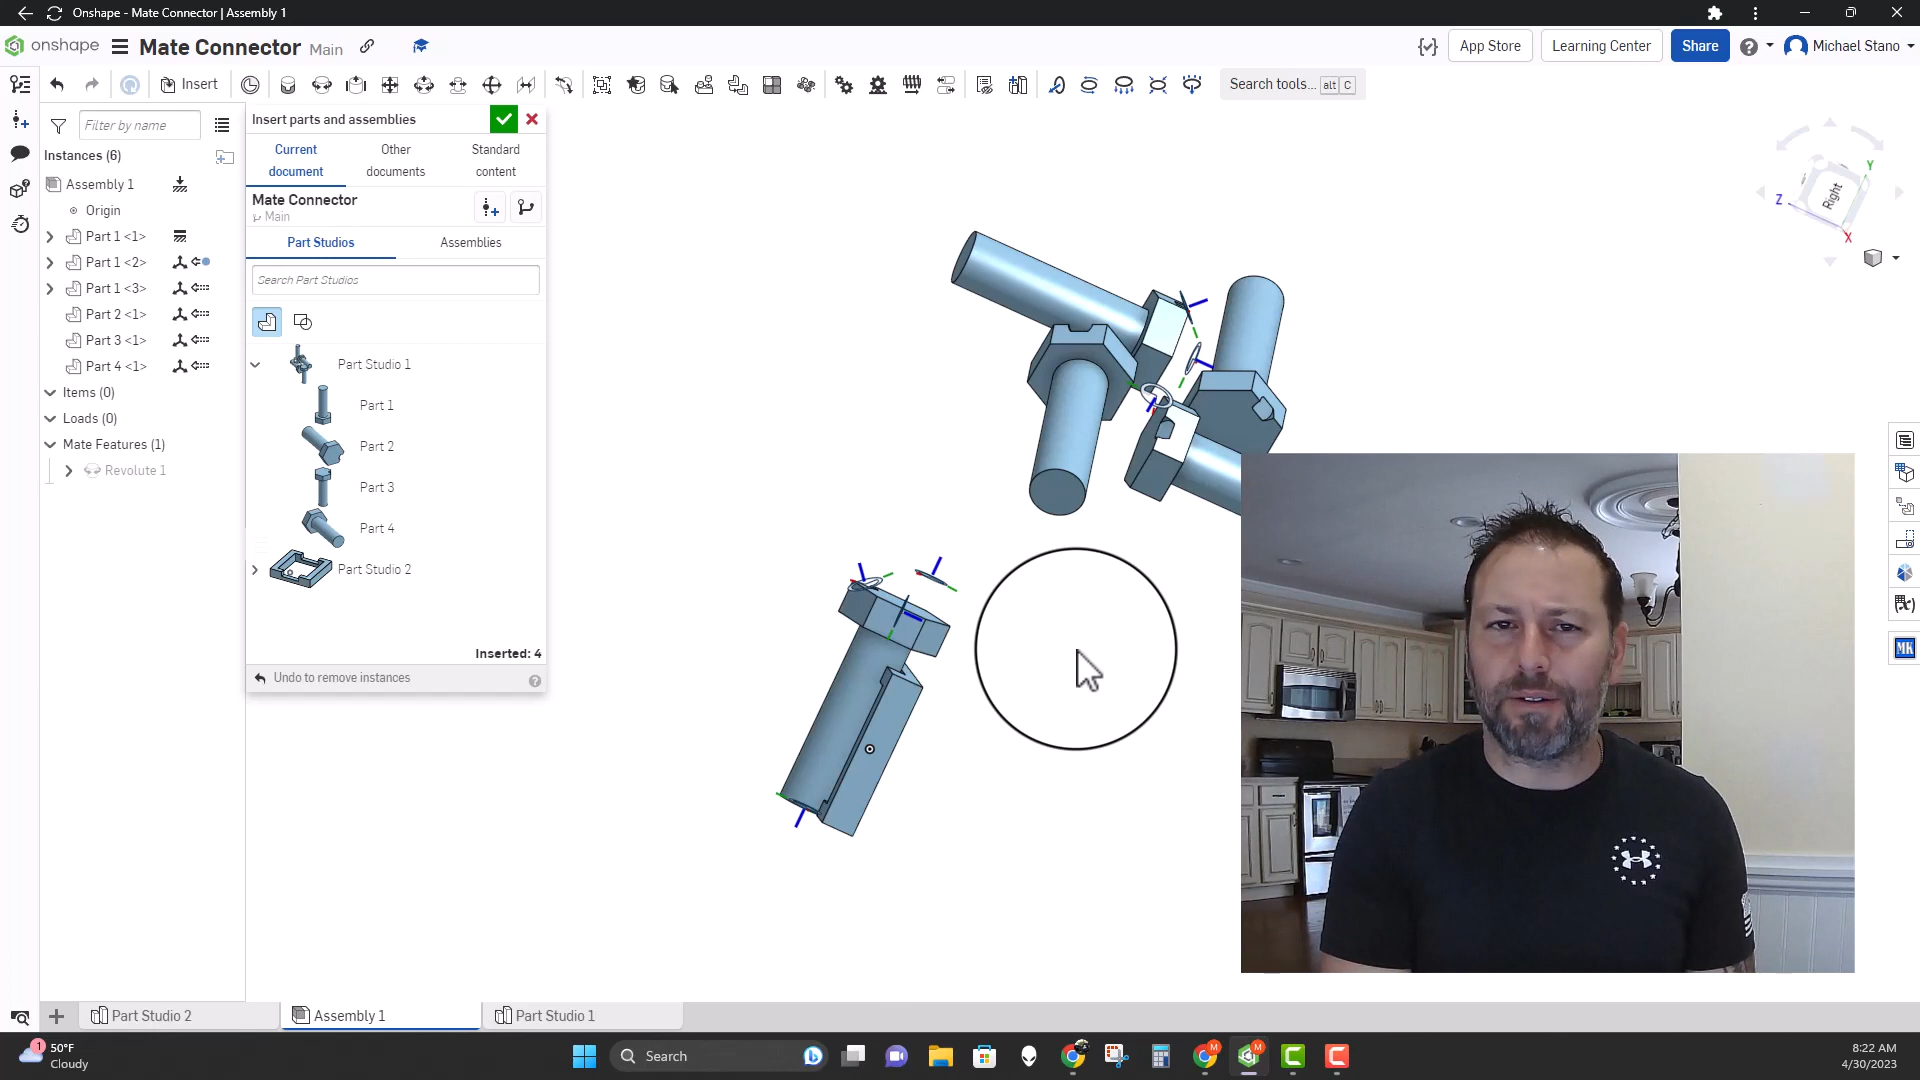 Onshape - Mate Connector | Assembly 1
onshape
Mate Connector Main
App Store
Learning Center
Share
Michael Stano
Insert
Search tools... alt C
Filter by name
Instances (6)
Assembly 1
Origin
Part 1 <1>
Part 1 <2>
Part 1 <3>
Part 2 <1>
Part 3 <1>
Part 4 <1>
Items (0)
Loads (0)
Mate Features (1)
Revolute 1
Insert parts and assemblies
Current document
Other documents
Standard content
Mate Connector
Main
Part Studios
Assemblies
Search Part Studios
Part Studio 1
Part 1
Part 2
Part 3
Part 4
Part Studio 2
Inserted: 4
Undo to remove instances
Right
Y
Z
X
MK
Part Studio 2
Assembly 1
Part Studio 1
1
50°F
Cloudy
Search
M
M
8:22 AM
4/30/2023